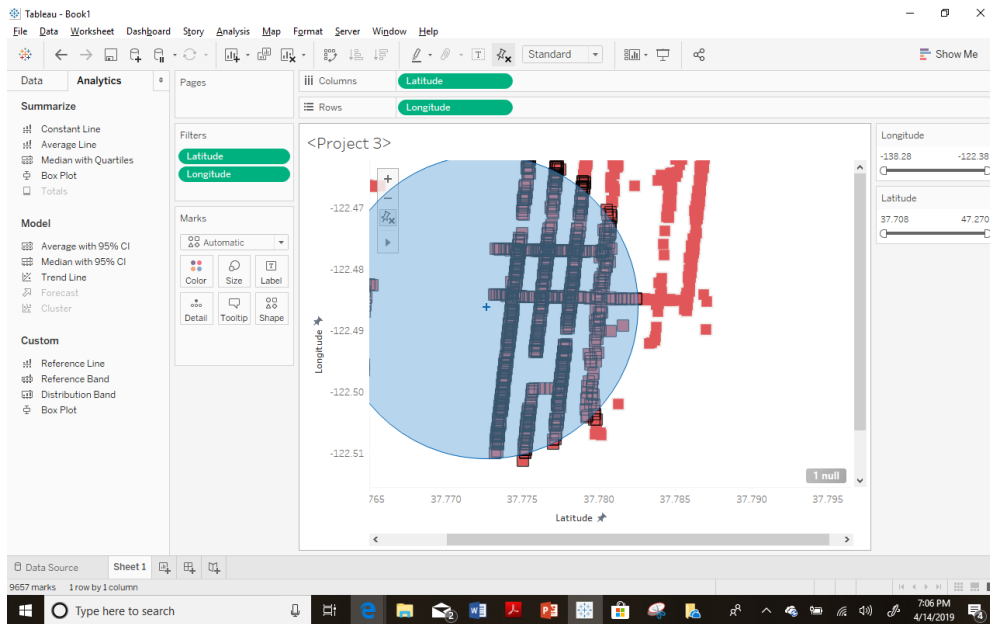 Tableau - Book1
File Data Worksheet Dashboard Story Analysis Map Format Server Window Help
Standard
Show Me
Data Analytics
Pages
Columns Latitude
Rows Longitude
Summarize
Constant Line
Average Line
Median with Quartiles
Box Plot
Totals
Model
Average with 95% CI
Median with 95% CI
Trend Line
Forecast
Cluster
Custom
Reference Line
Reference Band
Distribution Band
Box Plot
Filters
Latitude
Longitude
Marks
Automatic
Color Size Label
Detail Tooltip Shape
<Project 3>
-122.47
-122.48
-122.49
-122.50
-122.51
Longitude
765 37.770 37.775 37.780 37.785 37.790 37.795
Latitude
1 null
Longitude
-138.28 -122.38
Latitude
37.708 47.270
Data Source Sheet 1
9657 marks 1 row by 1 column
Type here to search
2
7:06 PM
4/14/2019
4